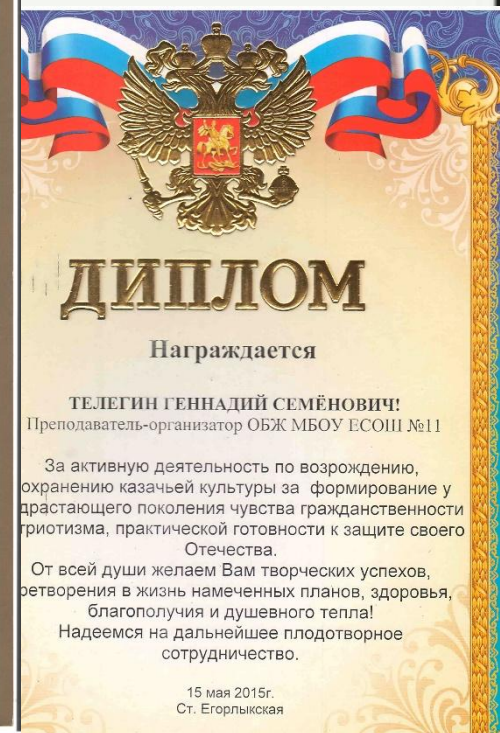 ДИПЛОМ
Награждается
ТЕЛЕГИН ГЕННАДИЙ СЕМЁНОВИЧ!
Преподаватель-организатор ОБЖ МБОУ ЕСОШ №11
За активную деятельность по возрождению,
охранению казачьей культуры за формирование у
драстающего поколения чувства гражданственности
триотизма, практической готовности к защите своего
Отечества.
От всей души желаем Вам творческих успехов,
ретворения в жизнь намеченных планов, здоровья,
благополучия и душевного тепла!
Надеемся на дальнейшее плодотворное
сотрудничество.
15 мая 2015г.
Ст. Егорлыкская